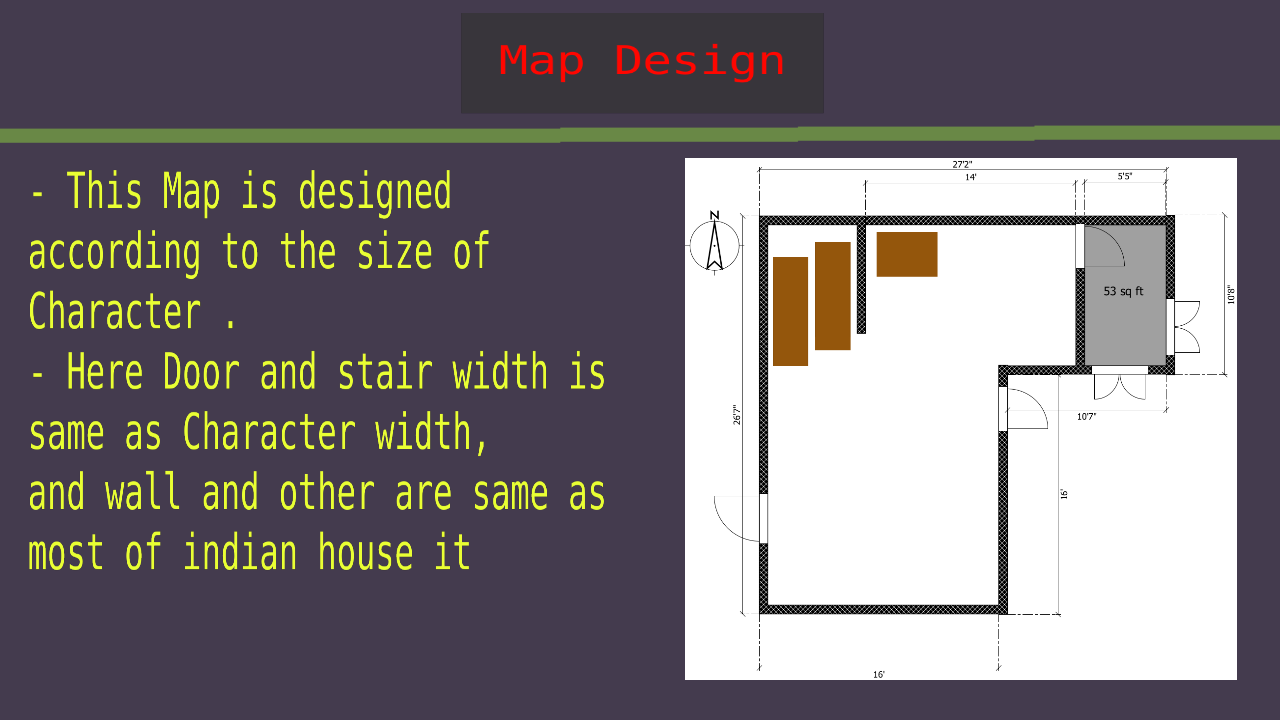 Map Design
- This Map is designed
according to the size of
Character .
- Here Door and stair width is
same as Character width,
and wall and other are same as
most of indian house it
27'2"
14'
5'5"
N
53 sq ft
10'8"
10'7"
26'7"
16'
16'